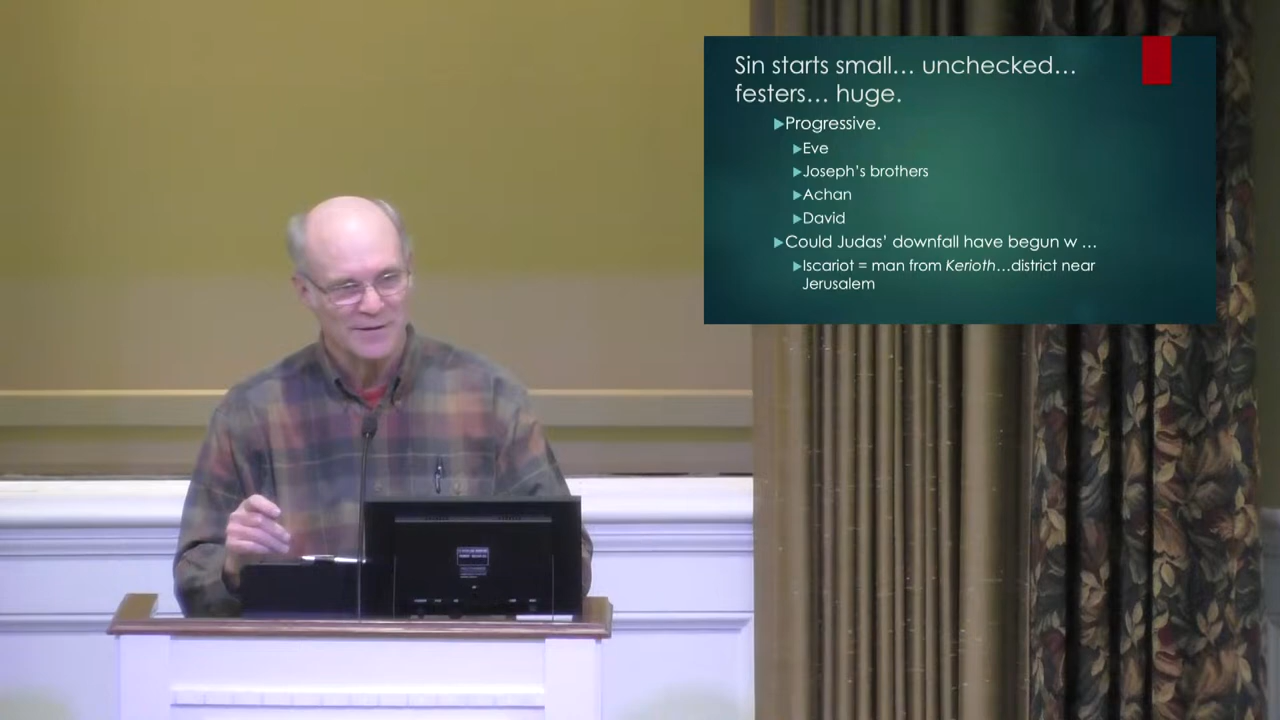 Sin starts small… unchecked…
festers… huge.
Progressive.
Eve
Joseph's brothers
Achan
David
Could Judas' downfall have begun w …
Iscariot = man from Kerioth…district near
Jerusalem